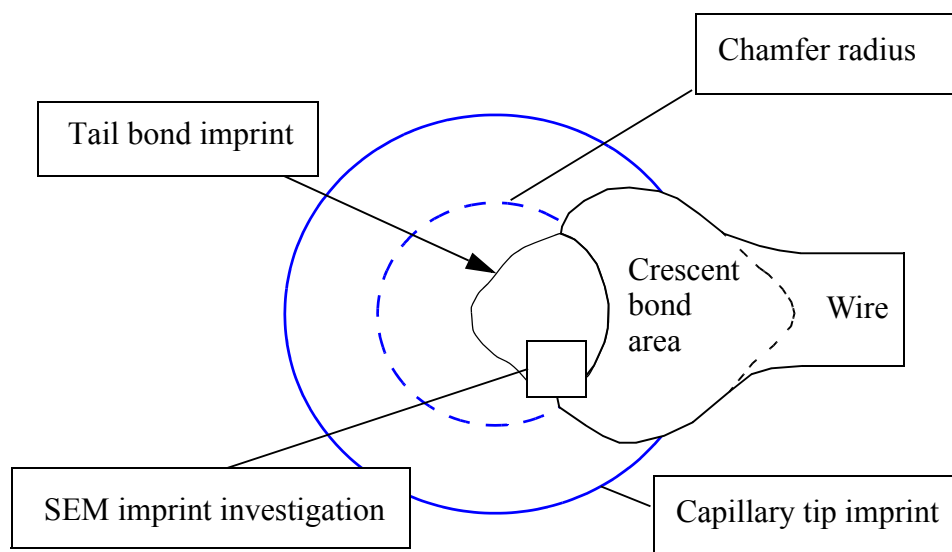 Chamfer radius
Tail bond imprint
Crescent
bond
area
Wire
SEM imprint investigation
Capillary tip imprint